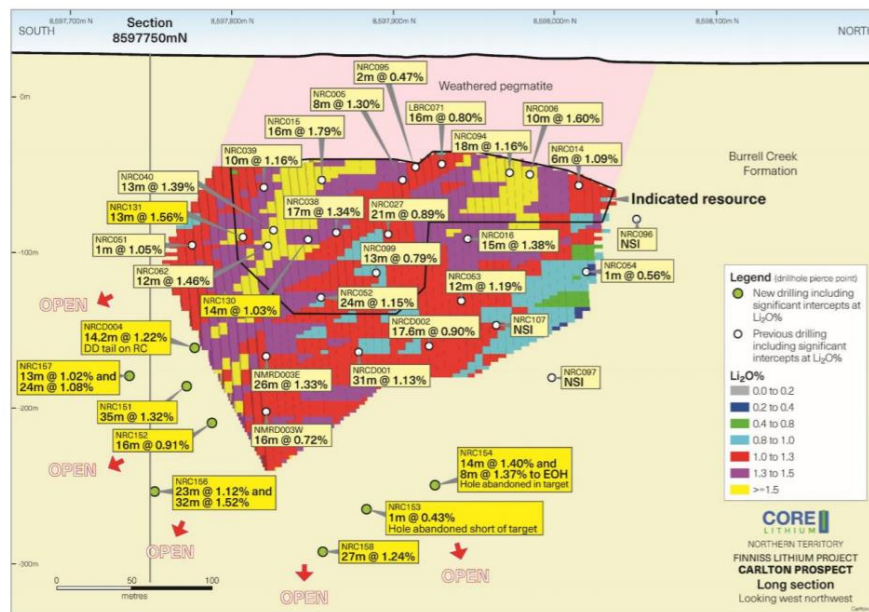 8,597,700m N
8,597,800m N
8,597,900m N
8,598,000m N
8,598,100m N
SOUTH
Section
8597750mN
NORTH
0m
-100m
-200m
-300m
Weathered pegmatite
Burrell Creek
Formation
Indicated resource
NRC095
2m @ 0.47%
NRC005
8m @ 1.30%
LBRC071
16m @ 0.80%
NRC006
10m @ 1.60%
NRC015
16m @ 1.79%
NRC094
18m @ 1.16%
NRC014
6m @ 1.09%
NRC039
10m @ 1.16%
NRC040
13m @ 1.39%
NRC131
13m @ 1.56%
NRC038
17m @ 1.34%
NRC027
21m @ 0.89%
NRC051
1m @ 1.05%
NRC099
13m @ 0.79%
NRC016
15m @ 1.38%
NRC096
NSI
NRC062
12m @ 1.46%
NRC054
1m @ 0.56%
NRC130
14m @ 1.03%
NRC052
24m @ 1.15%
NRC063
12m @ 1.19%
OPEN
NRCD004
14.2m @ 1.22%
DD tail on RC
NRCD002
17.6m @ 0.90%
NRC107
NSI
NRC157
13m @ 1.02% and
24m @ 1.08%
NMRD003E
26m @ 1.33%
NRCD001
31m @ 1.13%
NRC097
NSI
NRC151
35m @ 1.32%
NRC152
16m @ 0.91%
NMRD003W
16m @ 0.72%
OPEN
NRC154
14m @ 1.40% and
8m @ 1.37% to EOH
Hole abandoned in target
NRC156
23m @ 1.12% and
32m @ 1.52%
NRC153
1m @ 0.43%
Hole abandoned short of target
OPEN
NRC158
27m @ 1.24%
OPEN
OPEN
0
100
metres
Legend (drillhole pierce point)
New drilling including
significant intercepts at
Li2O%
Previous drilling
including significant
intercepts at Li2O%
Li2O%
0.0 to 0.2
0.2 to 0.4
0.4 to 0.8
0.8 to 1.0
1.0 to 1.3
1.3 to 1.5
>=1.5
CORE
LITHIUM
NORTHERN TERRITORY
FINNISS LITHIUM PROJECT
CARLTON PROSPECT
Long section
Looking west northwest
Carlton